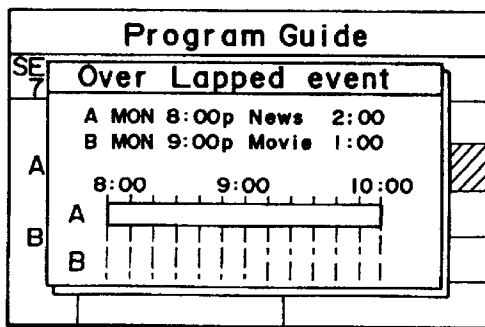 Program Guide
SE
7
Over Lapped event
A MON 8:00p News 2:00
B MON 9:00p Movie 1:00
A
8:00 9:00 10:00
A
B
B